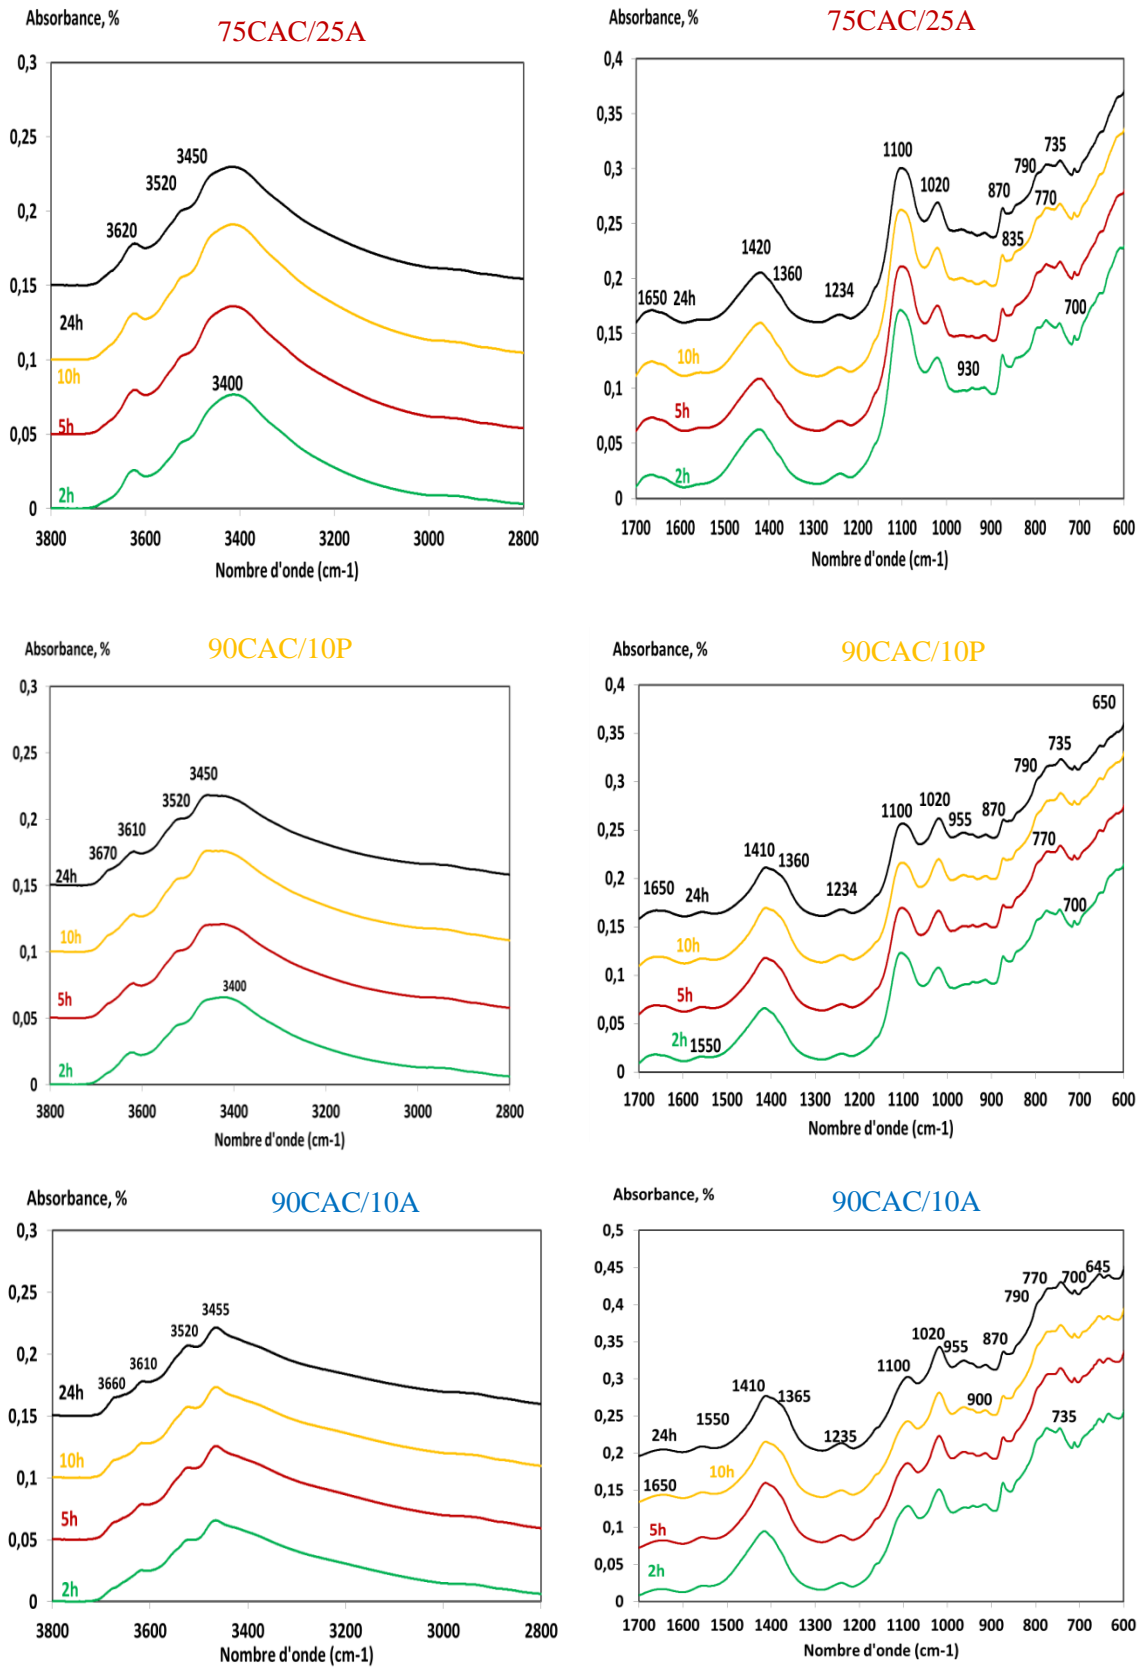 Absorbance, %
75CAC/25A
0,3
0,25
0,2
0,15
0,1
0,05
0
3620
3520
3450
3400
24h
10h
5h
2h
3800 3600 3400 3200 3000 2800
Nombre d'onde (cm-1)
Absorbance, %
75CAC/25A
0,4
0,35
0,3
0,25
0,2
0,15
0,1
0,05
0
1650
24h
1420
1360
1234
1100
1020
930
870
835
790
770
735
700
10h
5h
2h
1700 1600 1500 1400 1300 1200 1100 1000 900 800 700 600
Nombre d'onde (cm-1)
Absorbance, %
90CAC/10P
0,3
0,25
0,2
0,15
0,1
0,05
0
3670
3610
3520
3450
3400
24h
10h
5h
2h
3800 3600 3400 3200 3000 2800
Nombre d'onde (cm-1)
Absorbance, %
90CAC/10P
0,4
0,35
0,3
0,25
0,2
0,15
0,1
0,05
0
1650
24h
1550
1410
1360
1234
1100
1020
955
870
790
770
735
700
650
10h
5h
2h
1700 1600 1500 1400 1300 1200 1100 1000 900 800 700 600
Nombre d'onde (cm-1)
Absorbance, %
90CAC/10A
0,3
0,25
0,2
0,15
0,1
0,05
0
3660
3610
3520
3455
24h
10h
5h
2h
3800 3600 3400 3200 3000 2800
Nombre d'onde (cm-1)
Absorbance, %
90CAC/10A
0,5
0,45
0,4
0,35
0,3
0,25
0,2
0,15
0,1
0,05
0
1650
24h
1550
1410
1365
1235
1100
1020
955
900
870
790
770
735
700
645
10h
5h
2h
1700 1600 1500 1400 1300 1200 1100 1000 900 800 700 600
Nombre d'onde (cm-1)